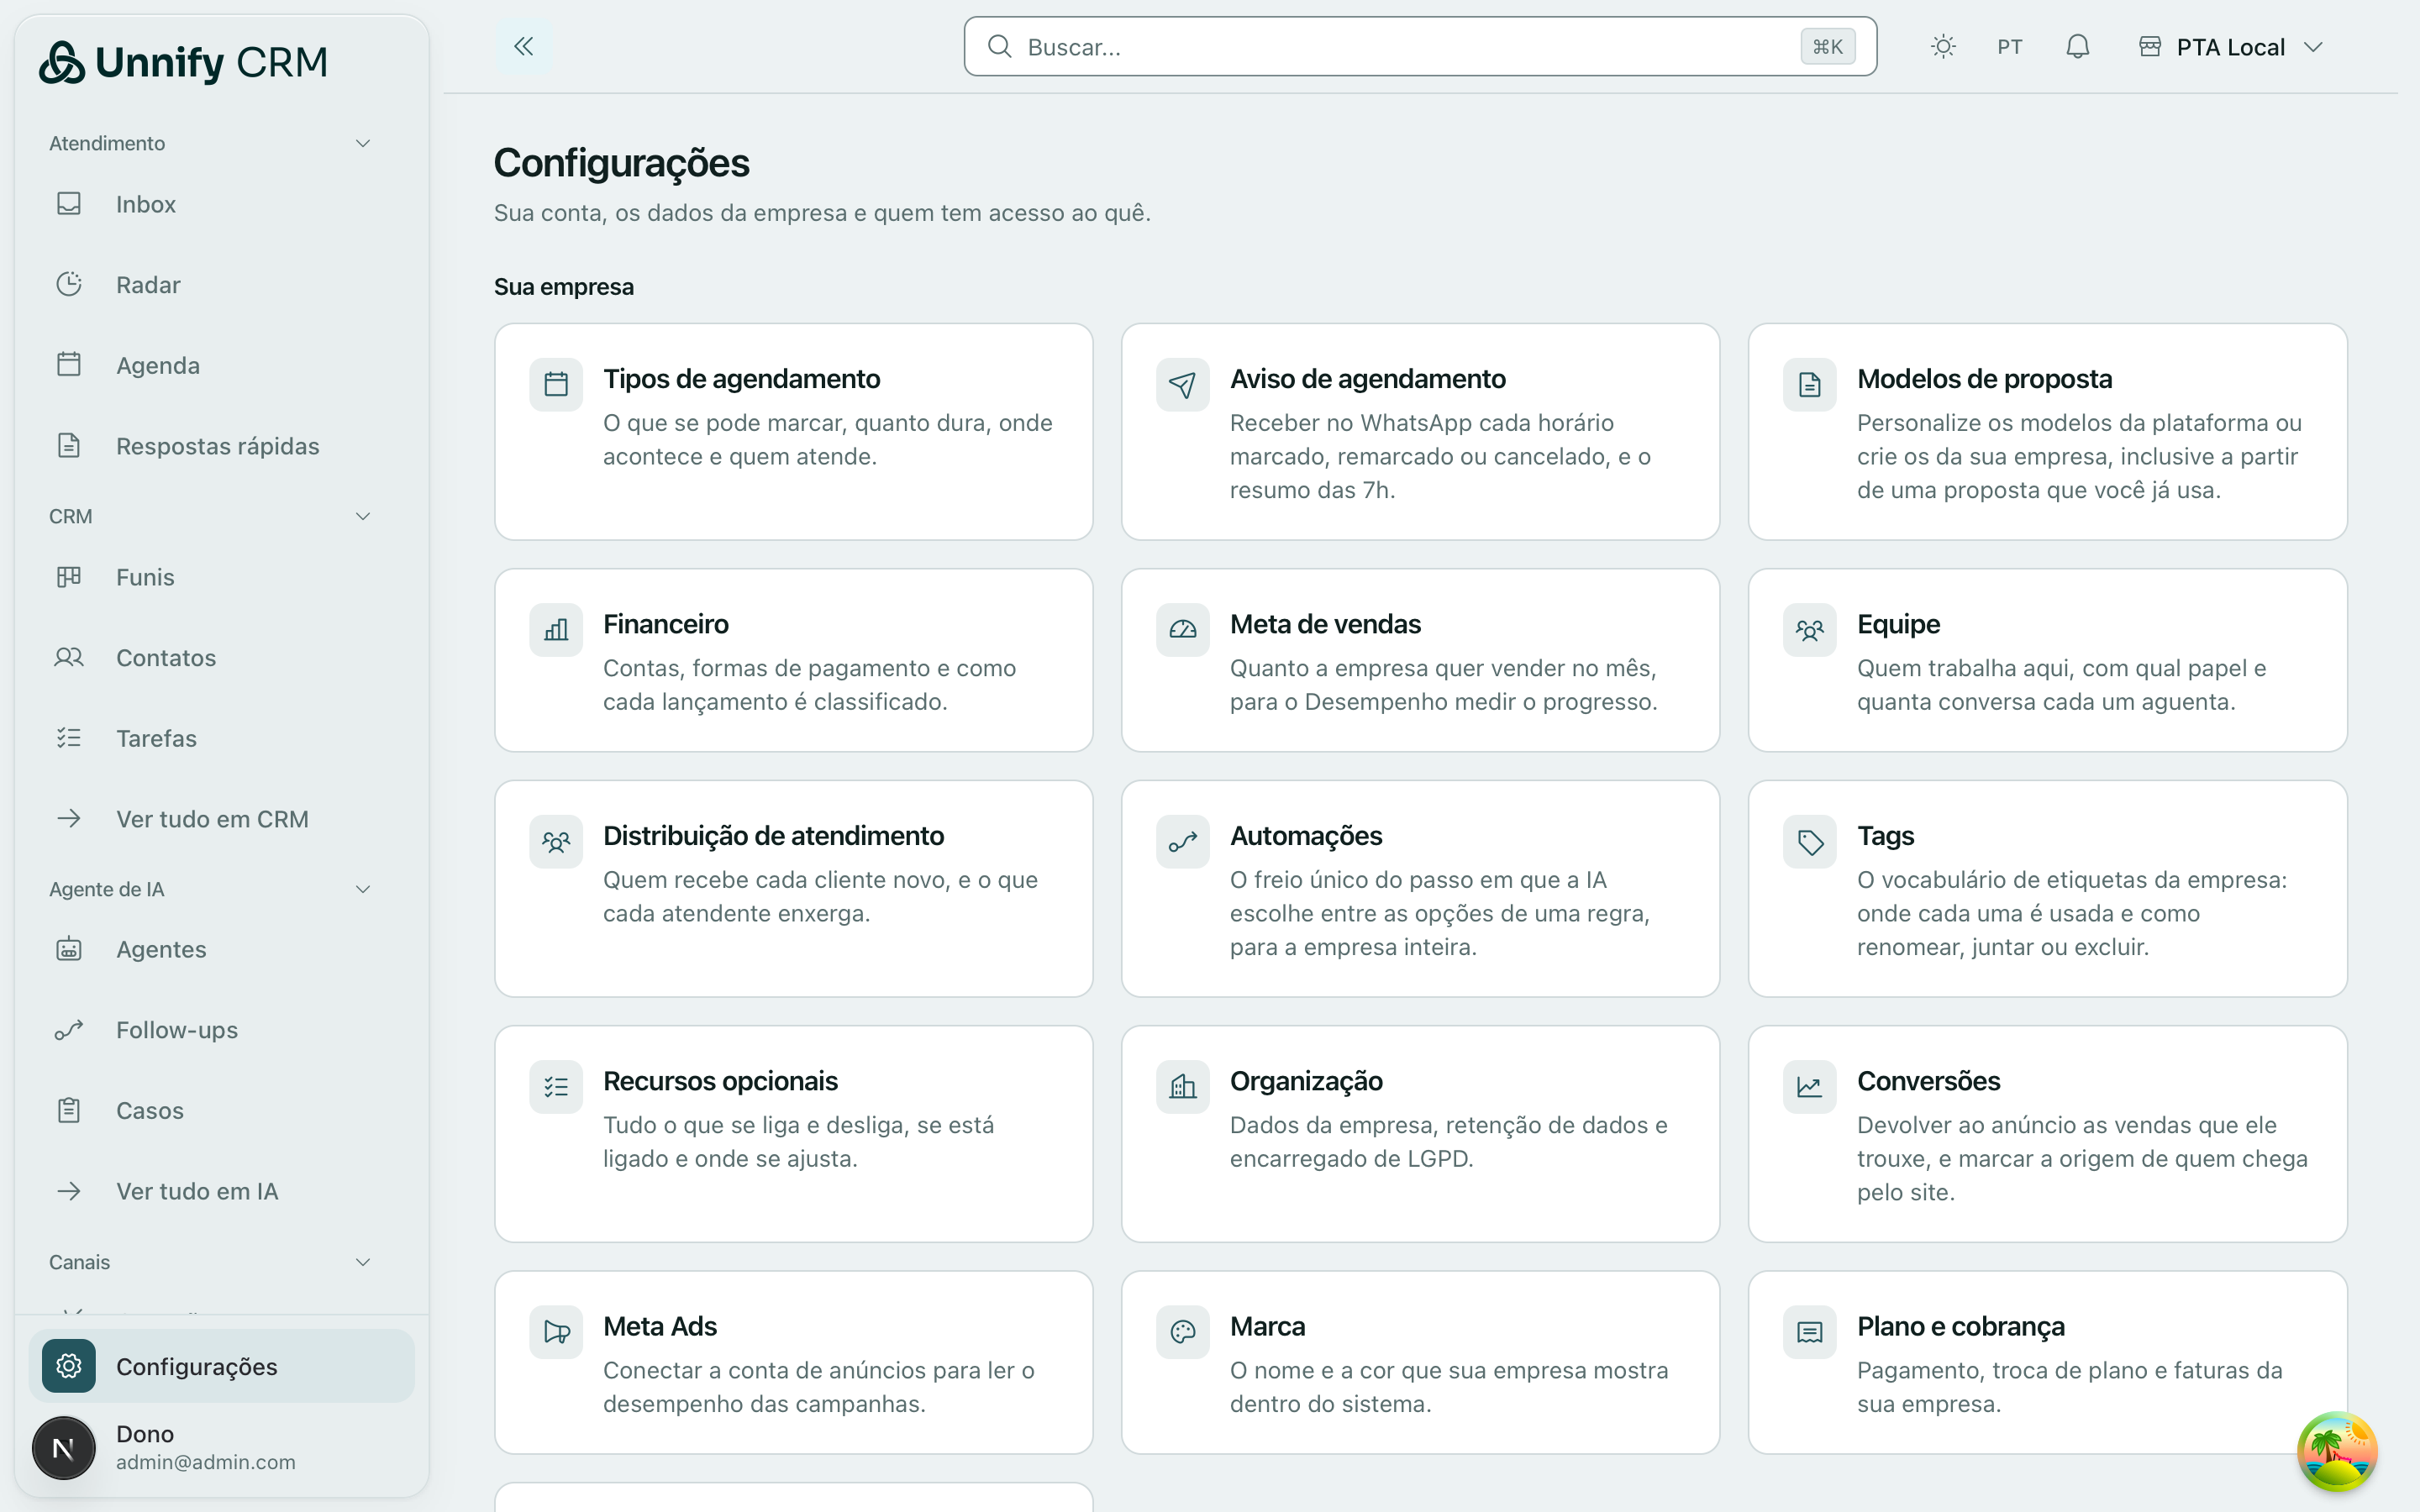 Unnify CRM
Atendimento
Inbox
Radar
Agenda
Respostas rápidas
CRM
Funis
Contatos
Tarefas
Ver tudo em CRM
Agente de IA
Agentes
Follow-ups
Casos
Ver tudo em IA
Canais
Configurações
N
Dono
admin@admin.com
Buscar...
⌘K
PT
PTA Local
Configurações
Sua conta, os dados da empresa e quem tem acesso ao quê.
Sua empresa
Tipos de agendamento
O que se pode marcar, quanto dura, onde
acontece e quem atende.
Aviso de agendamento
Receber no WhatsApp cada horário
marcado, remarcado ou cancelado, e o
resumo das 7h.
Modelos de proposta
Personalize os modelos da plataforma ou
crie os da sua empresa, inclusive a partir
de uma proposta que você já usa.
Financeiro
Contas, formas de pagamento e como
cada lançamento é classificado.
Meta de vendas
Quanto a empresa quer vender no mês,
para o Desempenho medir o progresso.
Equipe
Quem trabalha aqui, com qual papel e
quanta conversa cada um aguenta.
Distribuição de atendimento
Quem recebe cada cliente novo, e o que
cada atendente enxerga.
Automações
O freio único do passo em que a IA
escolhe entre as opções de uma regra,
para a empresa inteira.
Tags
O vocabulário de etiquetas da empresa:
onde cada uma é usada e como
renomear, juntar ou excluir.
Recursos opcionais
Tudo o que se liga e desliga, se está
ligado e onde se ajusta.
Organização
Dados da empresa, retenção de dados e
encarregado de LGPD.
Conversões
Devolver ao anúncio as vendas que ele
trouxe, e marcar a origem de quem chega
pelo site.
Meta Ads
Conectar a conta de anúncios para ler o
desempenho das campanhas.
Marca
O nome e a cor que sua empresa mostra
dentro do sistema.
Plano e cobrança
Pagamento, troca de plano e faturas da
sua empresa.